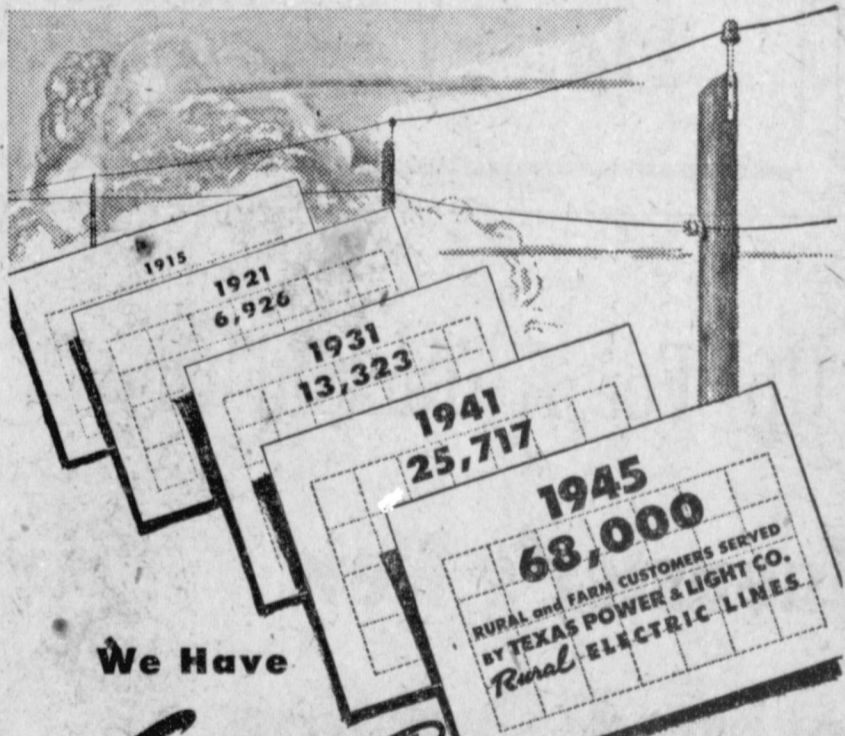 1915
1921
6,926
1931
13,323
1941
25,717
1945
68,000
RURAL and FARM CUSTOMERS SERVED
BY TEXAS POWER & LIGHT CO.
Rural ELECTRIC LINES
We Have